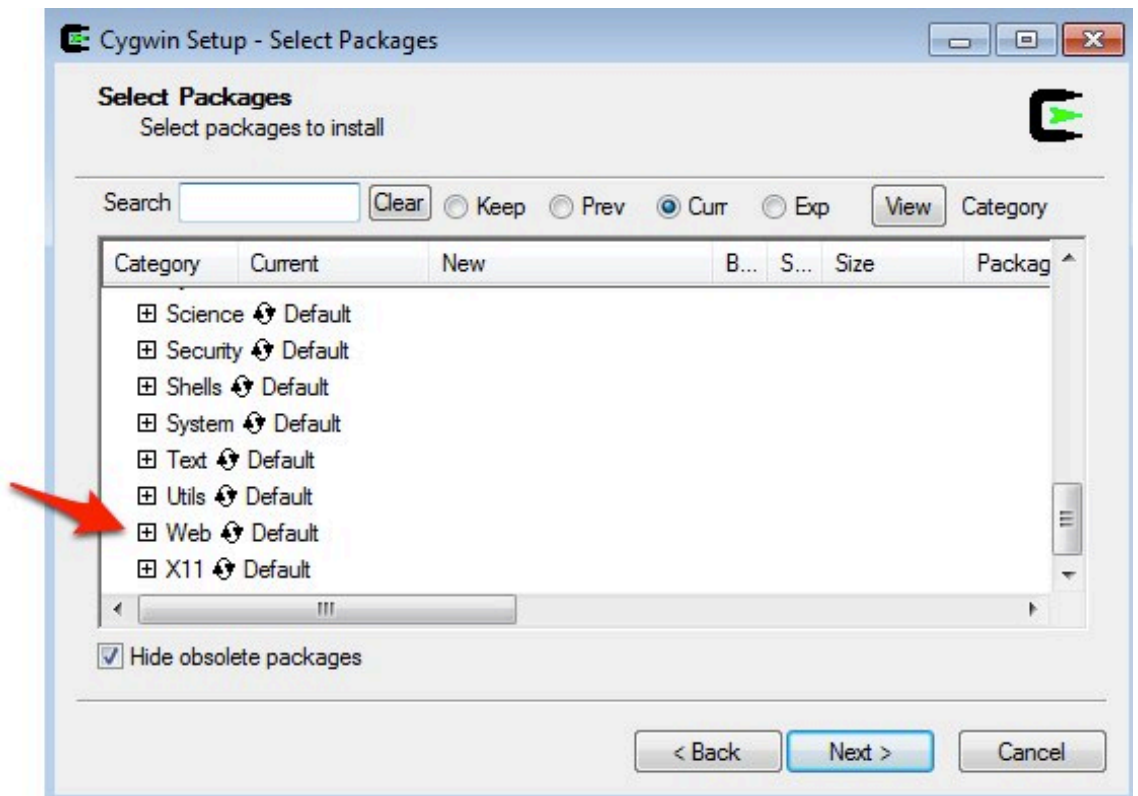 Cygwin Setup - Select Packages
Select Packages
Select packages to install
Search Clear Keep Prev Curr Exp View Category
Category Current New B... S... Size Packag
Science Default
Security Default
Shells Default
System Default
Text Default
Utils Default
Web Default
X11 Default
Hide obsolete packages
< Back Next > Cancel